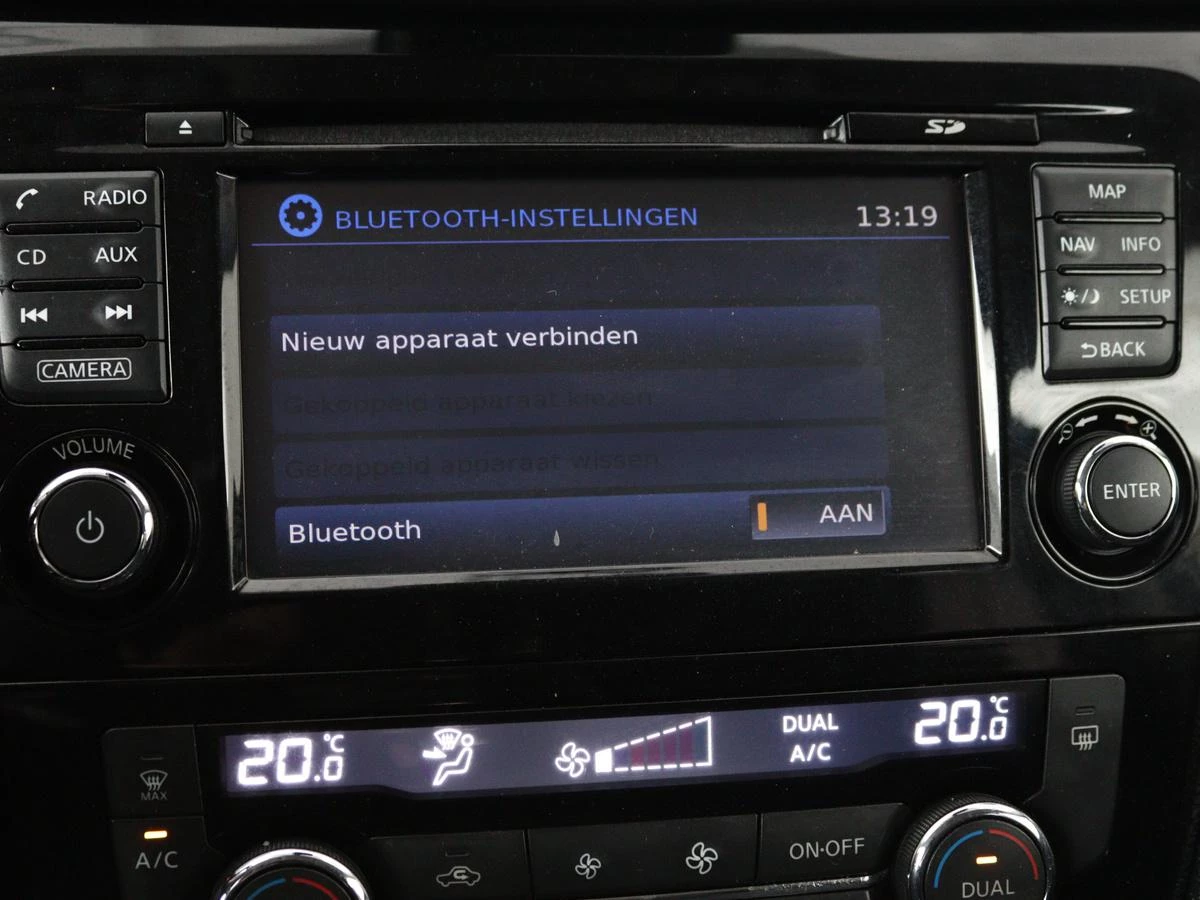 SD
RADIO
CD AUX
CAMERA
VOLUME
BLUETOOTH-INSTELLINGEN 13:19
Nieuw apparaat verbinden
Gekoppeld apparaat kiezen
Gekoppeld apparaat wissen
Bluetooth AAN
MAP
NAV INFO
SETUP
BACK
ENTER
20.0°C DUAL 20.0°C
A/C
MAX
A/C
ON·OFF
DUAL